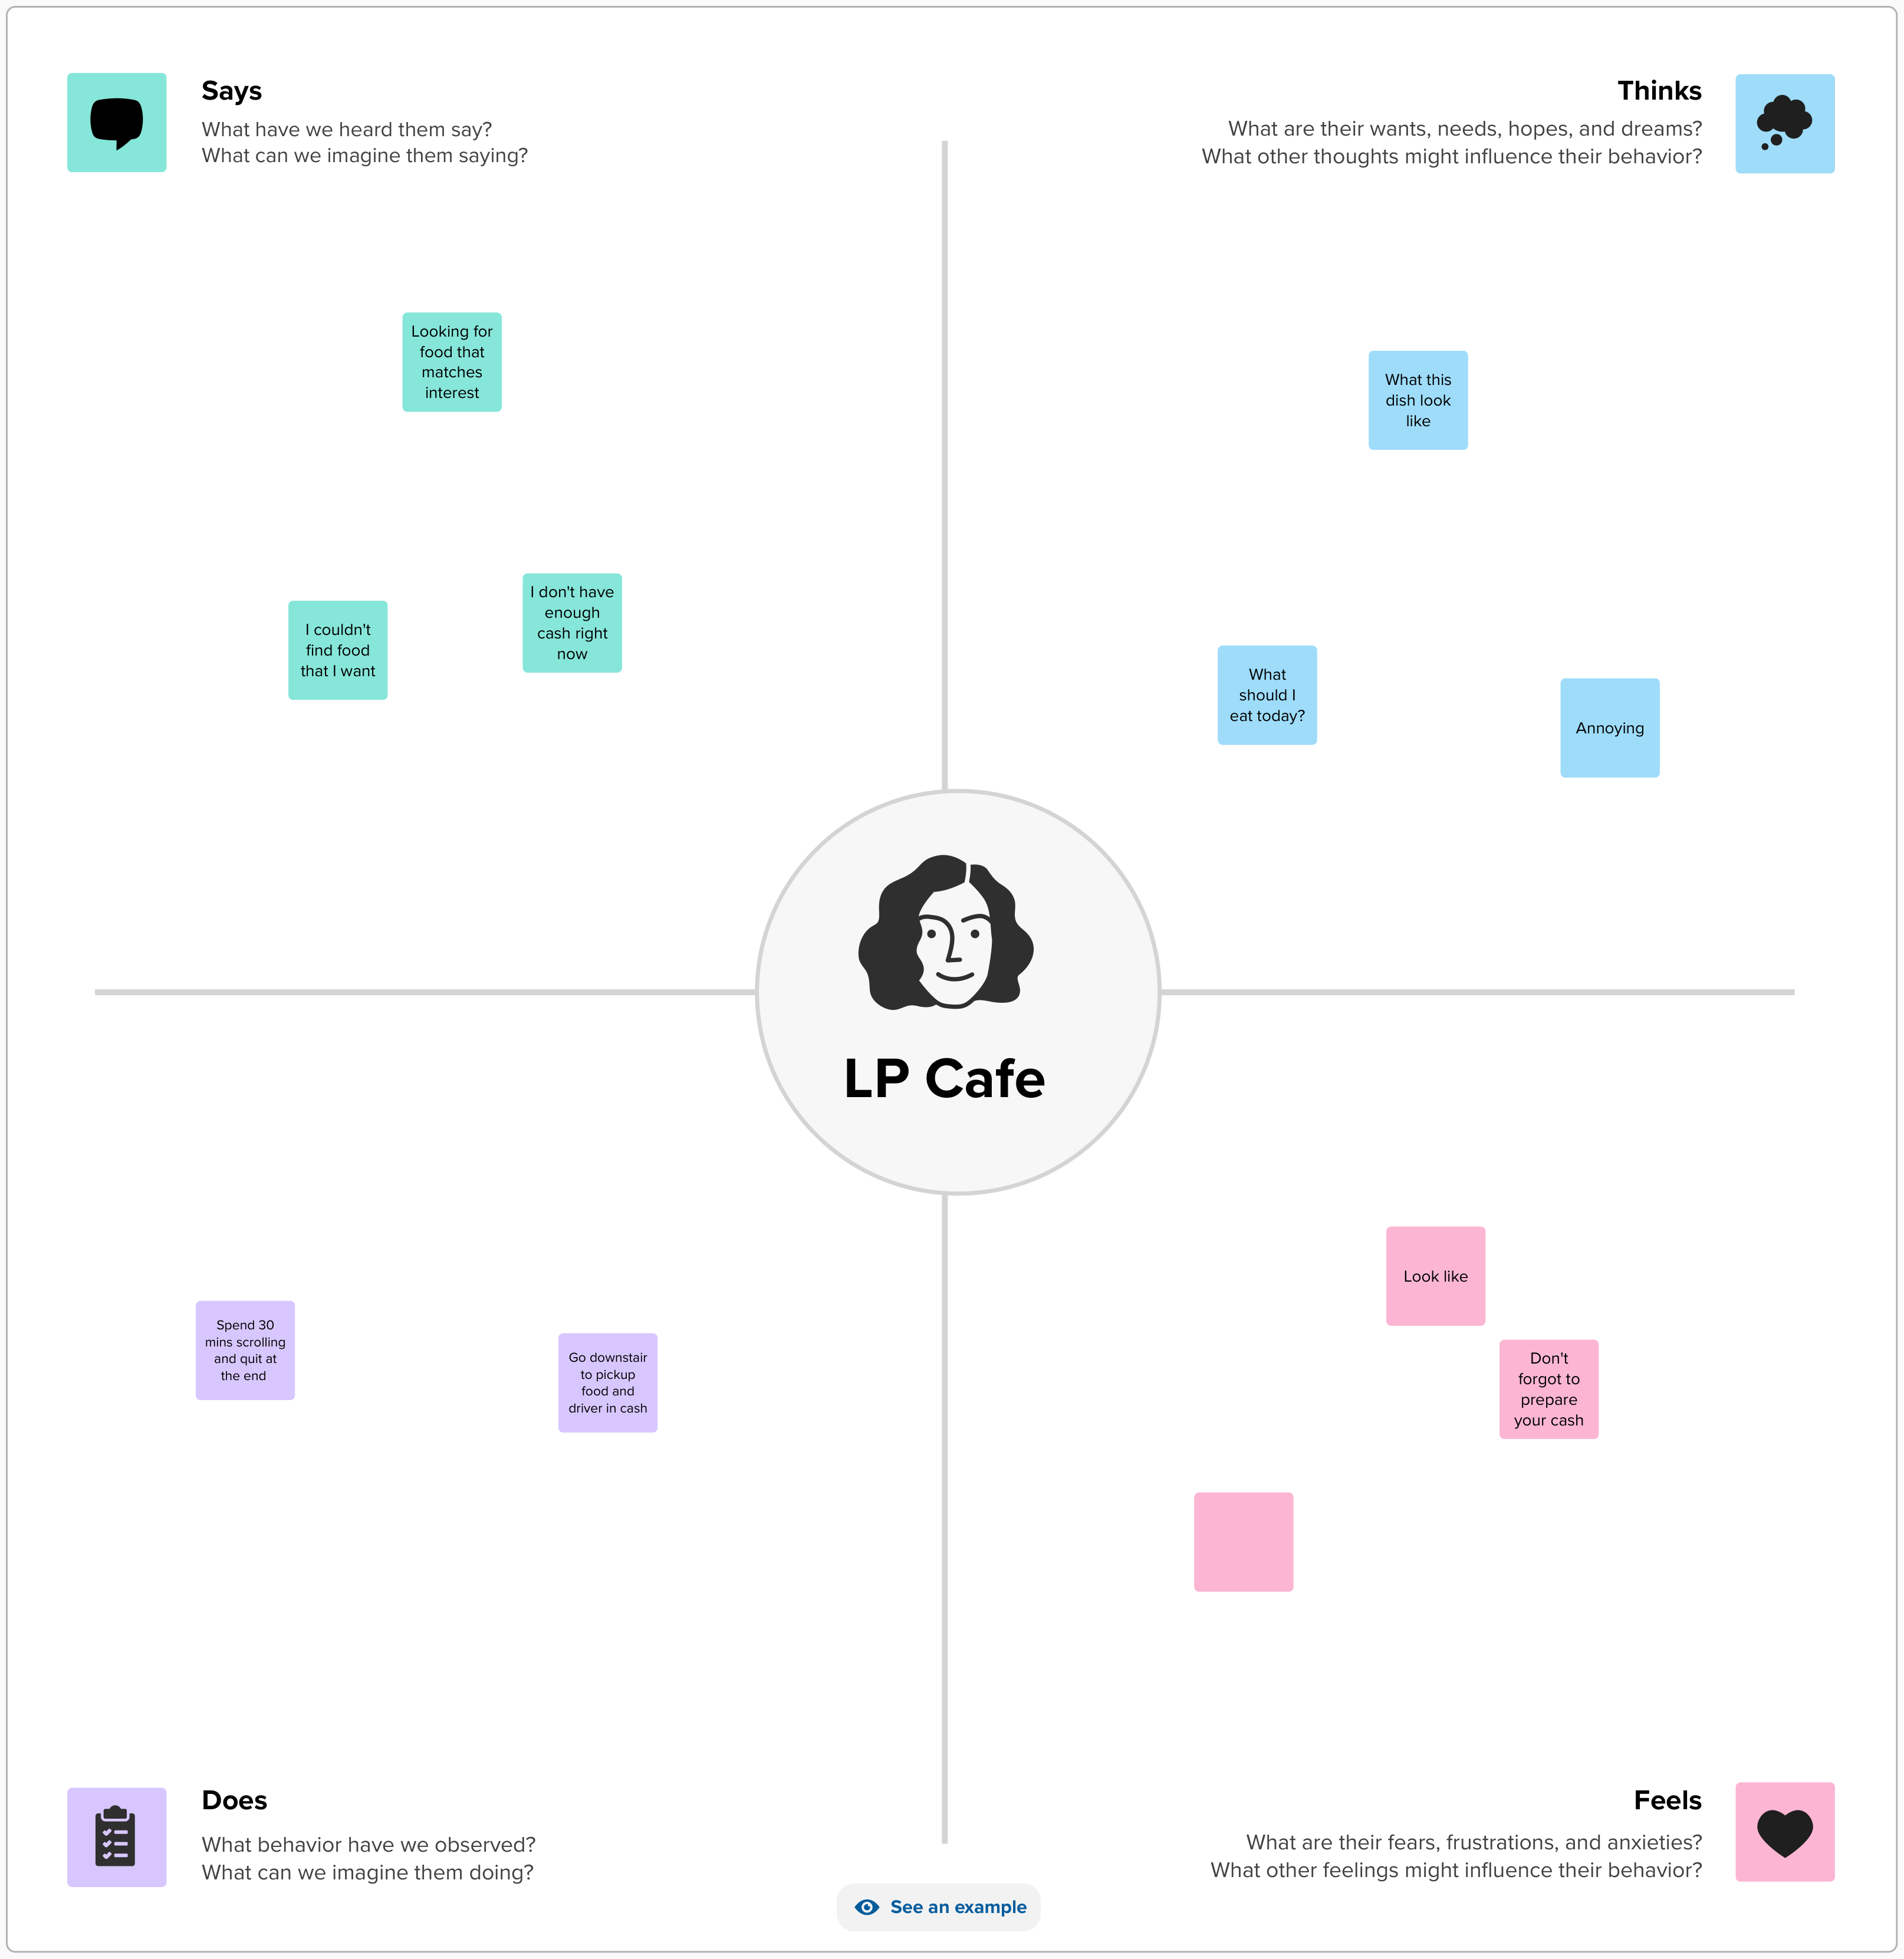 Says
What have we heard them say?
What can we imagine them saying?
Thinks
What are their wants, needs, hopes, and dreams?
What other thoughts might influence their behavior?
Looking for
food that
matches
interest
What this
dish look
like
I couldn't
find food
that I want
I don't have
enough
cash right
now
What
should I
eat today?
Annoying
LP Cafe
Spend 30
mins scrolling
and quit at
the end
Go downstair
to pickup
food and
driver in cash
Look like
Don't
forgot to
prepare
your cash
Does
What behavior have we observed?
What can we imagine them doing?
Feels
What are their fears, frustrations, and anxieties?
What other feelings might influence their behavior?
See an example